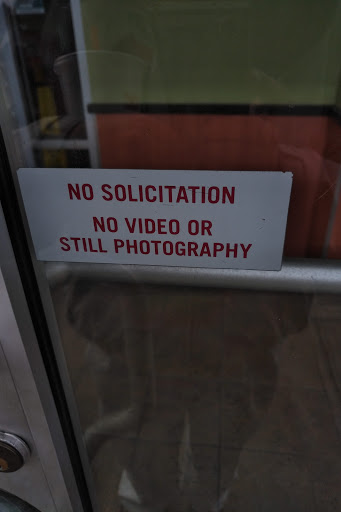 NO SOLICITATION
NO VIDEO OR
STILL PHOTOGRAPHY